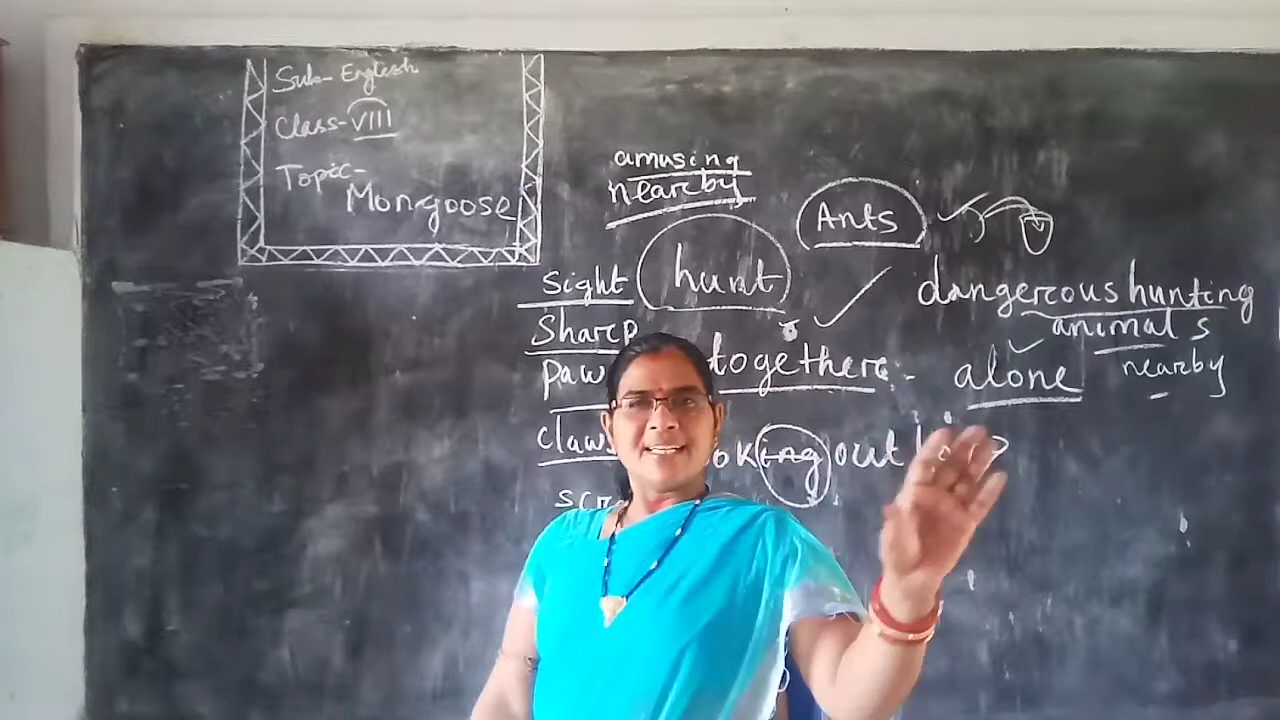 Sub- English
Class- VIII
Topic-
Mongoose
amusing
nearby
Ants
hunt
sight
Sharp
together
alone
dangerous hunting
animals
nearby
out